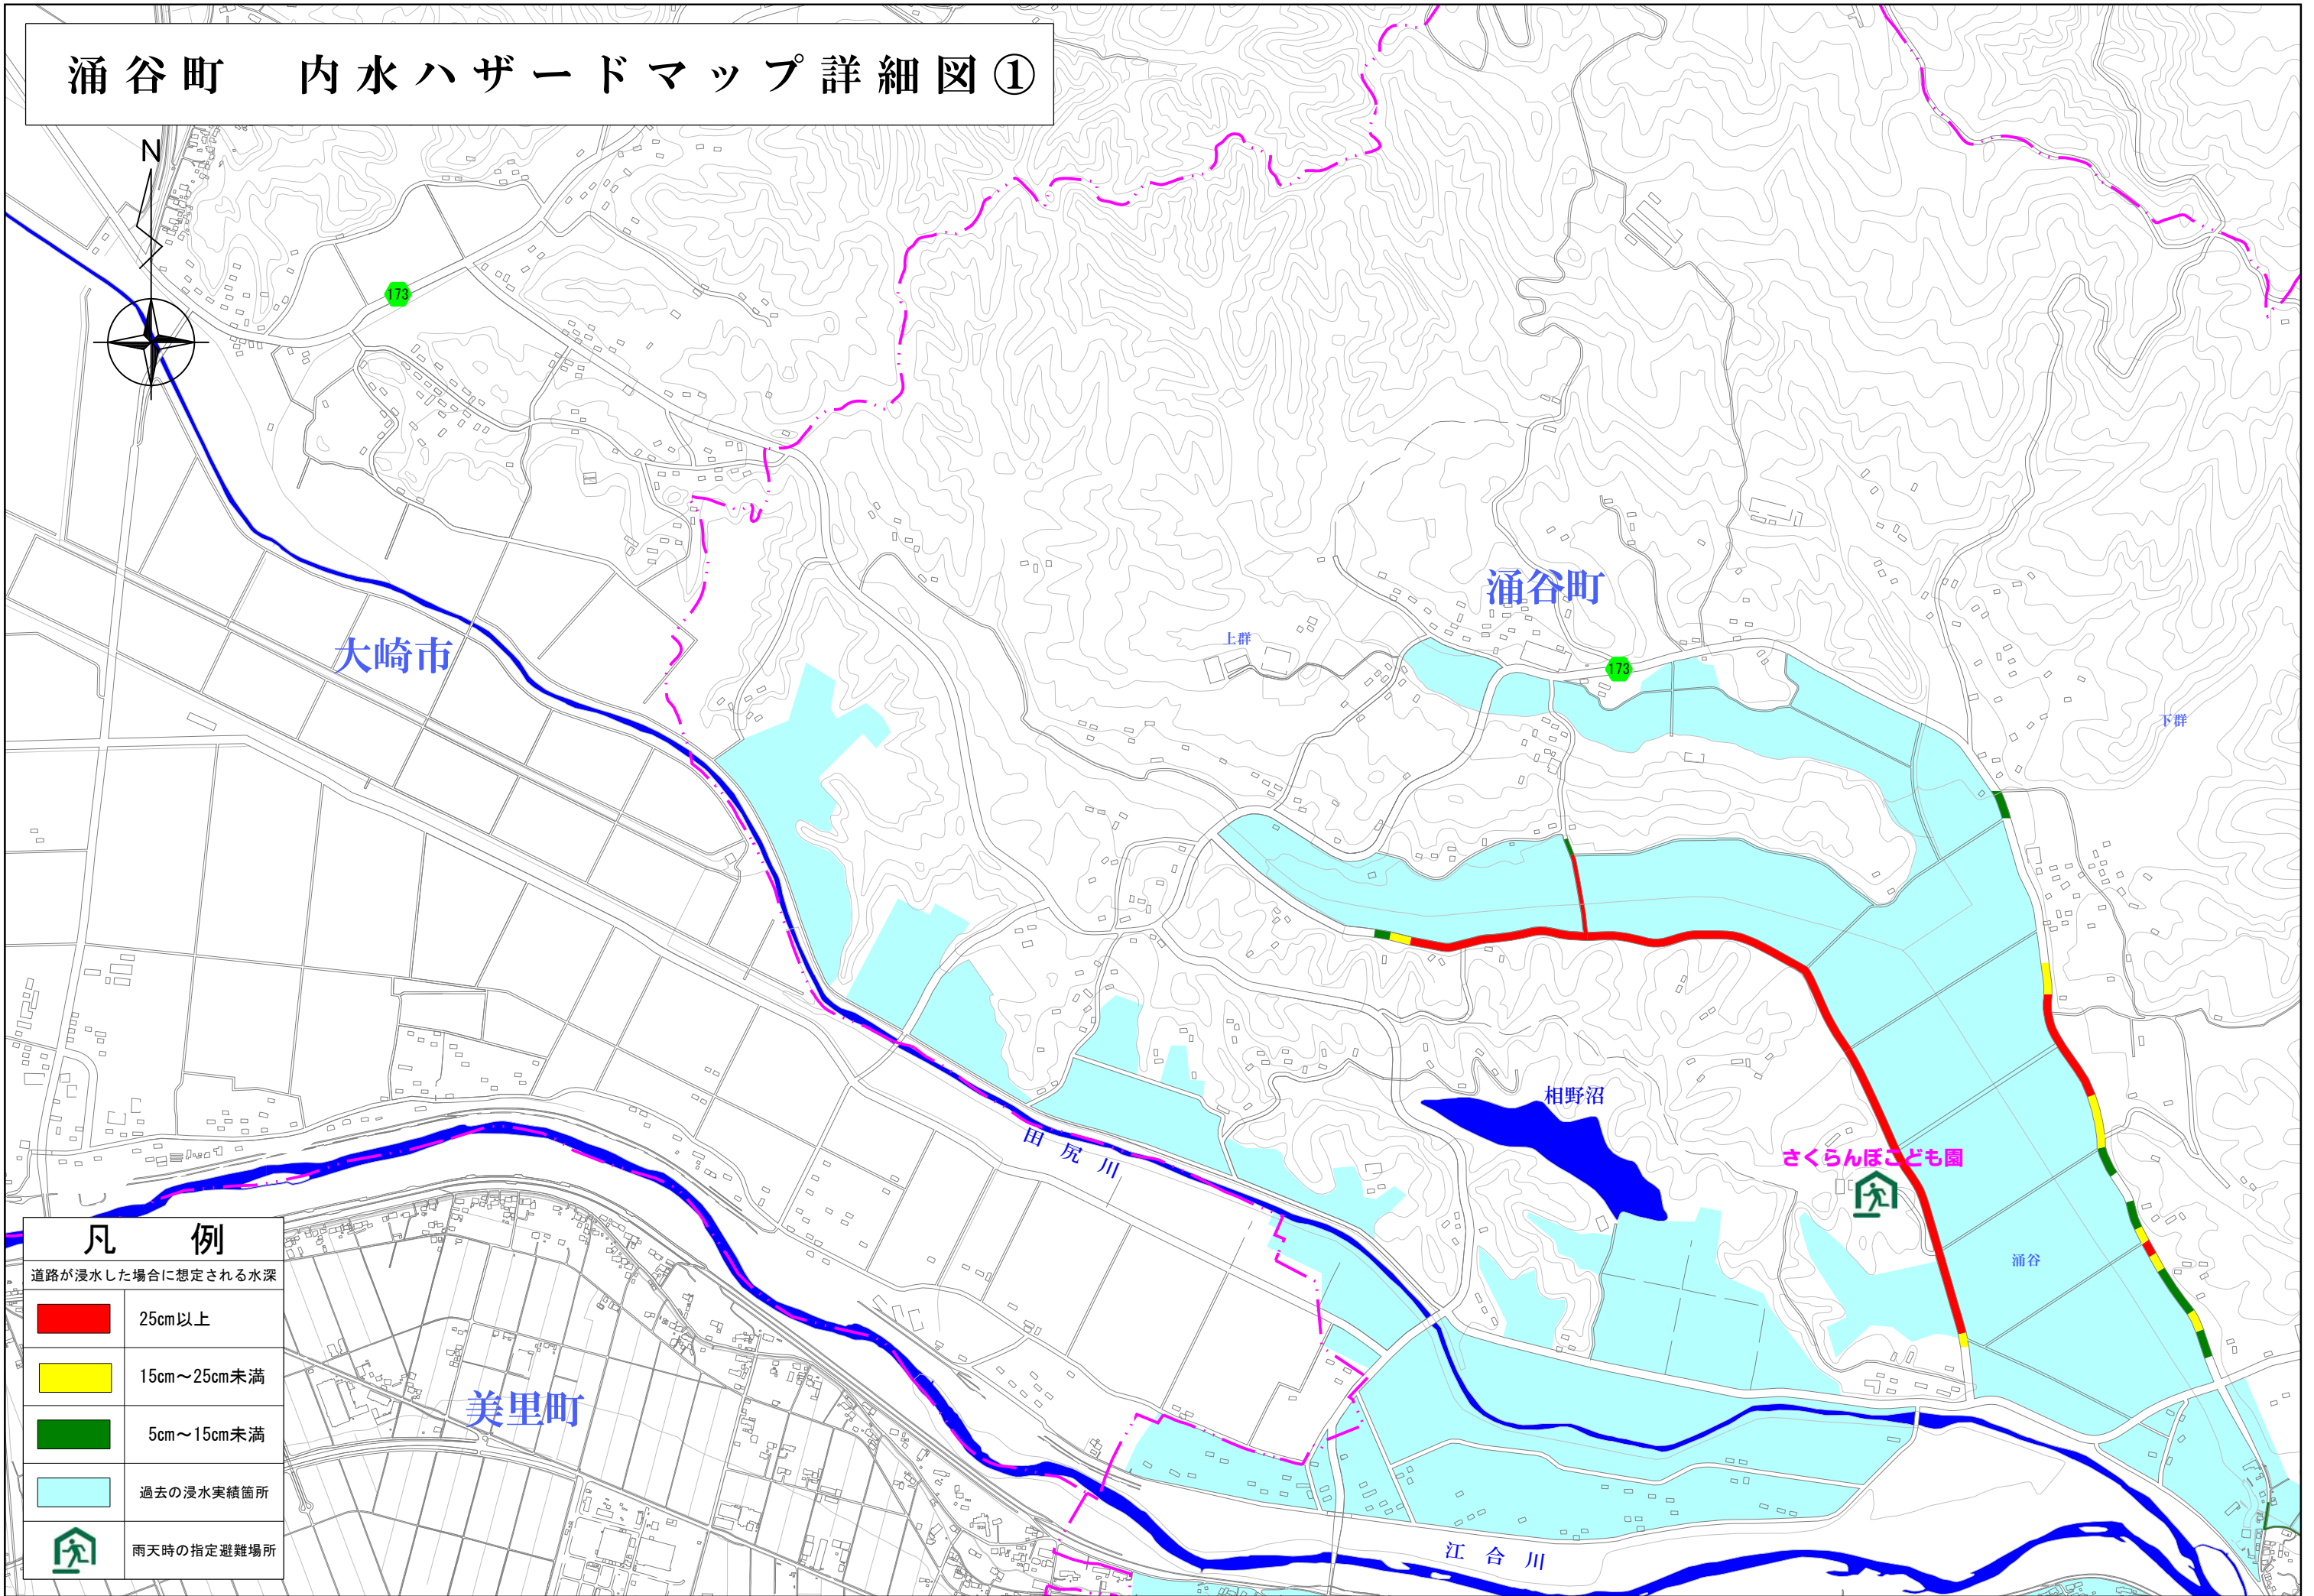 涌谷町　内水ハザードマップ詳細図①
N
173
大崎市
涌谷町
上群
173
下群
相野沼
田尻川
さくらんぼこども園
涌谷
美里町
江合川
凡例
道路が浸水した場合に想定される水深
25cm以上
15cm～25cm未満
5cm～15cm未満
過去の浸水実績箇所
雨天時の指定避難場所